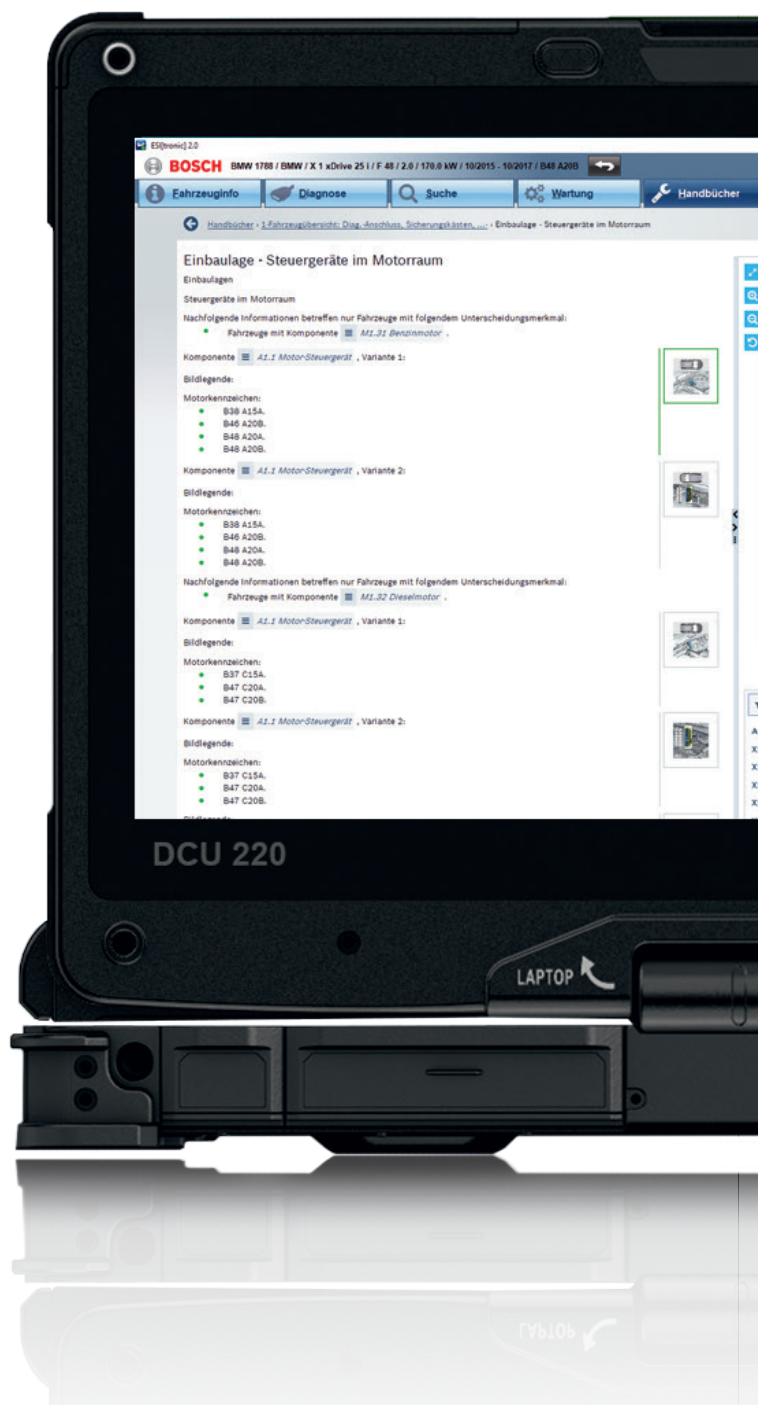 ESI[tronic] 2.0
BOSCH BMW 1788 / BMW / X 1 xDrive 25 i / F 48 / 2.0 / 170.0 kW / 10/2015 - 10/2017 / B48 A20B
Fahrzeuginfo Diagnose Suche Wartung Handbücher
Handbücher › 1-Fahrzeugübersicht: Diag.-Anschluss, Sicherungskästen, ...- › Einbaulage - Steuergeräte im Motorraum
Einbaulage - Steuergeräte im Motorraum
Einbaulagen
Steuergeräte im Motorraum
Nachfolgende Informationen betreffen nur Fahrzeuge mit folgendem Unterscheidungsmerkmal:
Fahrzeuge mit Komponente M1.31 Benzinmotor .
Komponente A1.1 Motor-Steuergerät , Variante 1:
Bildlegende:
Motorkennzeichen:
B38 A15A.
B46 A20B.
B48 A20A.
B48 A20B.
Komponente A1.1 Motor-Steuergerät , Variante 2:
Bildlegende:
Motorkennzeichen:
B38 A15A.
B46 A20B.
B48 A20A.
B48 A20B.
Nachfolgende Informationen betreffen nur Fahrzeuge mit folgendem Unterscheidungsmerkmal:
Fahrzeuge mit Komponente M1.32 Dieselmotor .
Komponente A1.1 Motor-Steuergerät , Variante 1:
Bildlegende:
Motorkennzeichen:
B37 C15A.
B47 C20A.
B47 C20B.
Komponente A1.1 Motor-Steuergerät , Variante 2:
Bildlegende:
Motorkennzeichen:
B37 C15A.
B47 C20A.
B47 C20B.
DCU 220
LAPTOP